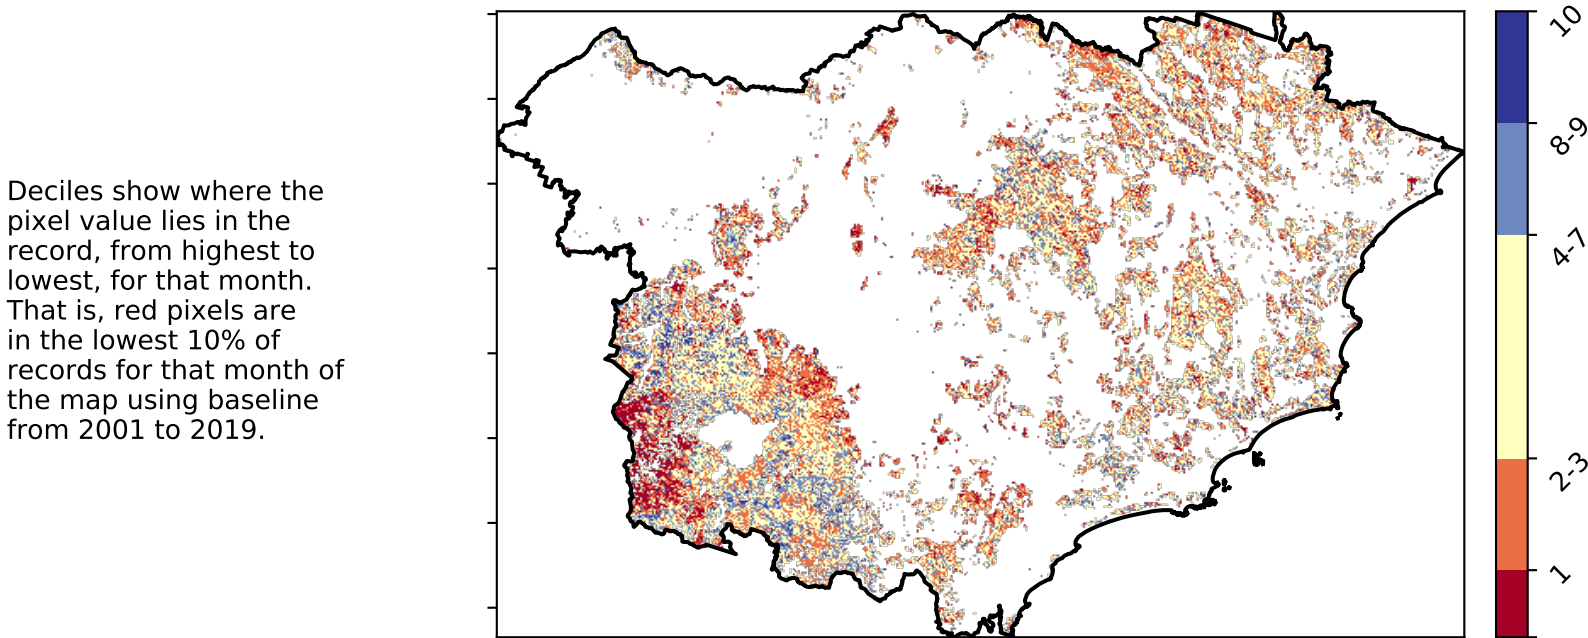 Deciles show where the
pixel value lies in the
record, from highest to
lowest, for that month.
That is, red pixels are
in the lowest 10% of
records for that month of
the map using baseline
from 2001 to 2019.
10
8-9
4-7
2-3
1